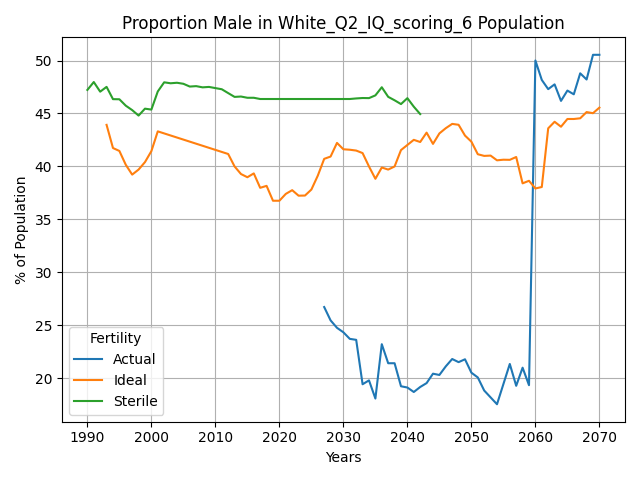 Proportion Male in White_Q2_IQ_scoring_6 Population
% of Population
50
45
40
35
30
25
20
Fertility
Actual
Ideal
Sterile
1990 2000 2010 2020 2030 2040 2050 2060 2070
Years